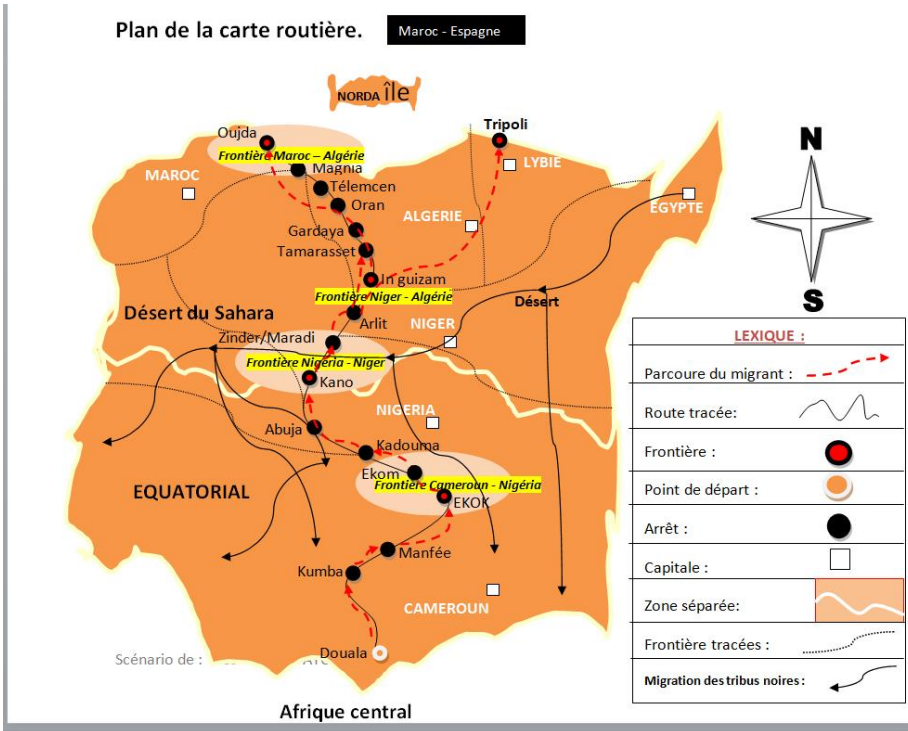 Plan de la carte routière.
Maroc - Espagne
NORDA île
Oujda
Tripoli
Frontière Maroc – Algérie
LYBIE
Magnia
MAROC
Télemcen
Oran
ALGERIE
EGYPTE
Gardaya
Tamarasset
In guizam
Frontière Niger - Algérie
Désert
Désert du Sahara
Arlit
NIGER
Zinder/Maradi
Frontière Nigéria - Niger
Kano
NIGERIA
Abuja
Kadouma
Ekom
Frontière Cameroun - Nigéria
EQUATORIAL
EKOK
Manfée
Kumba
CAMEROUN
Douala
Scénario de :
Afrique central
N
S
LEXIQUE :
Parcoure du migrant :
Route tracée:
Frontière :
Point de départ :
Arrêt :
Capitale :
Zone séparée:
Frontière tracées :
Migration des tribus noires :